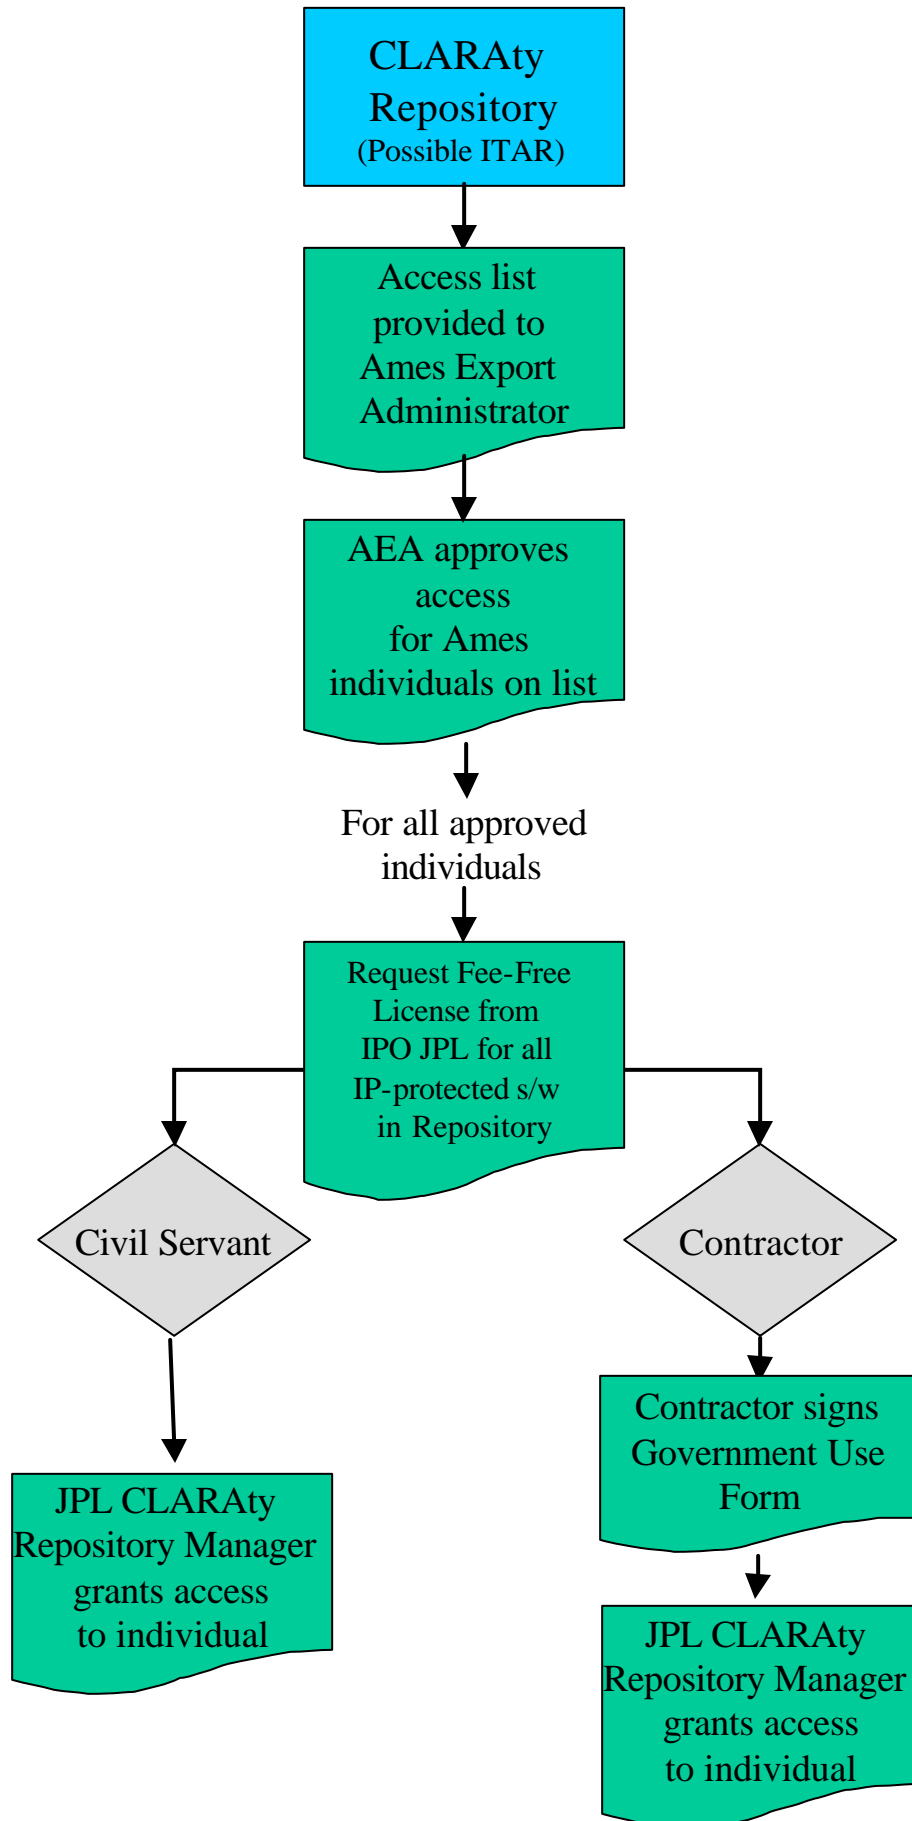 CLARAty
Repository
(Possible ITAR)
Access list
provided to
Ames Export
Administrator
AEA approves
access
for Ames
individuals on list
For all approved
individuals
Request Fee-Free
License from
IPO JPL for all
IP-protected s/w
in Repository
Civil Servant
Contractor
Contractor signs
Government Use
Form
JPL CLARAty
Repository Manager
grants access
to individual
JPL CLARAty
Repository Manager
grants access
to individual